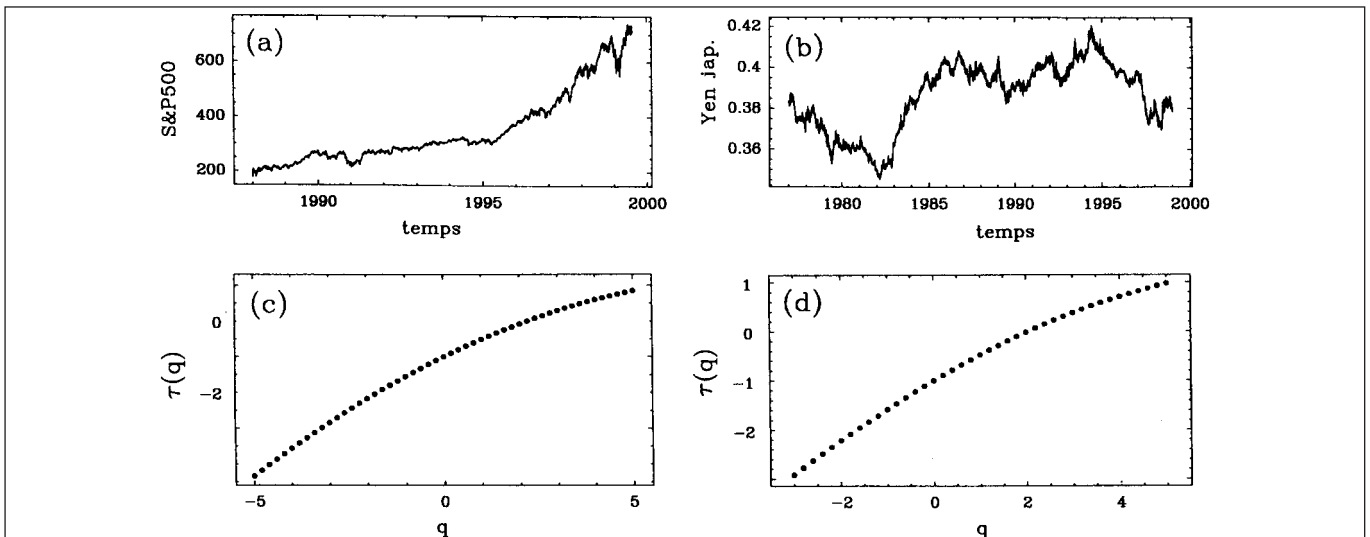 (a)
S&P500
600
400
200
1990
1995
2000
temps
(b)
Yen jap.
0.42
0.4
0.38
0.36
1980
1985
1990
1995
2000
temps
(c)
τ(q)
0
−2
−5
0
5
q
(d)
τ(q)
1
0
−1
−2
−2
0
2
4
q